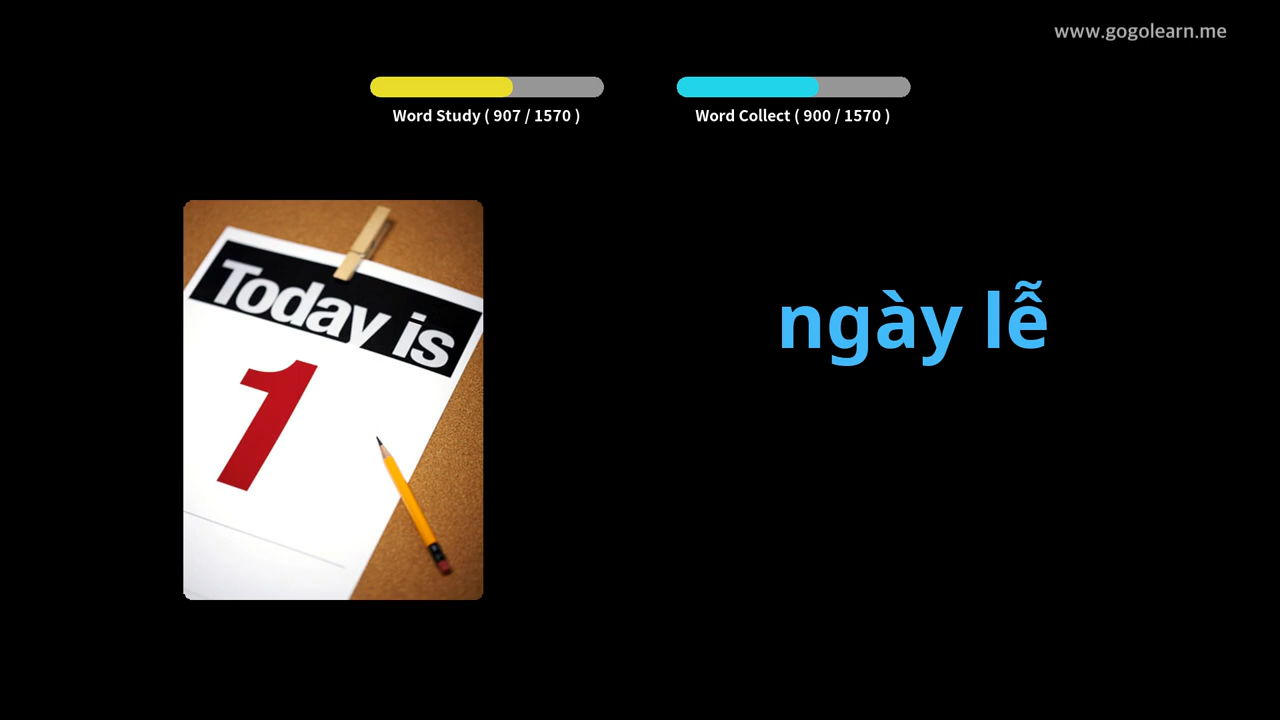 www.gogolearn.me
Word Study ( 907 / 1570 )
Word Collect ( 900 / 1570 )
Today is
1
ngày lễ